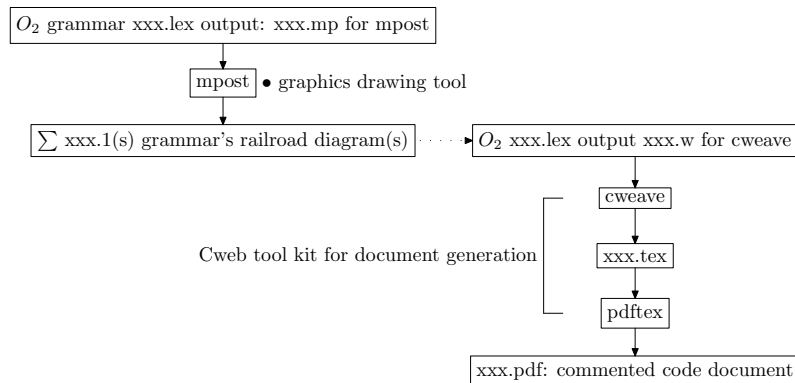 O₂ grammar xxx.lex output: xxx.mp for mpost
mpost • graphics drawing tool
∑ xxx.1(s) grammar's railroad diagram(s)
O₂ xxx.lex output xxx.w for cweave
cweave
Cweb tool kit for document generation
xxx.tex
pdftex
xxx.pdf: commented code document